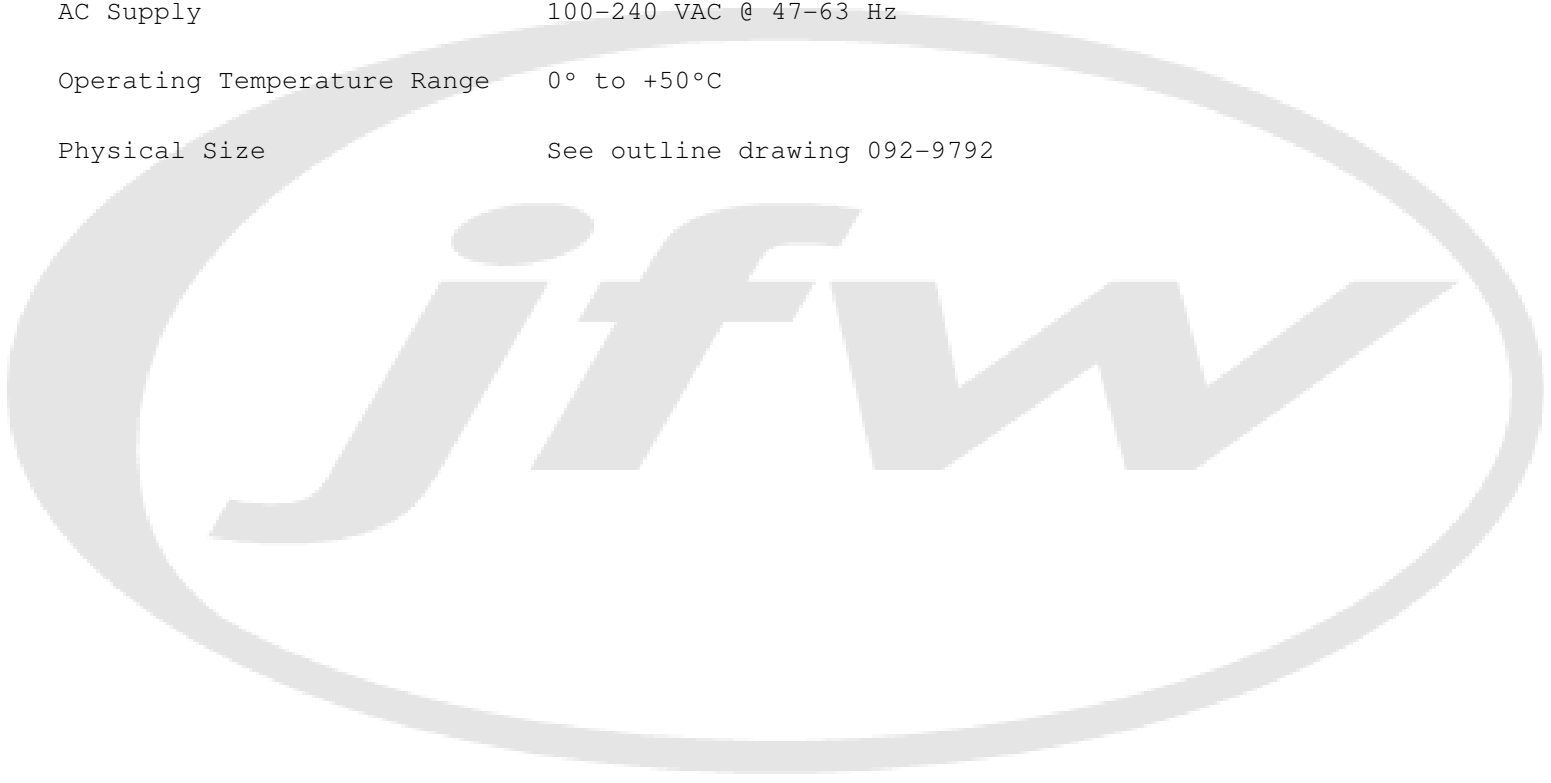 AC Supply 100-240 VAC @ 47-63 Hz
Operating Temperature Range 0° to +50°C
Physical Size See outline drawing 092-9792
jfw